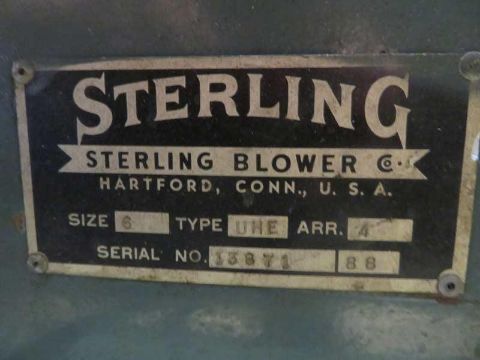 STERLING
STERLING BLOWER Co.
HARTFORD, CONN., U. S. A.
SIZE 6 TYPE UHE ARR. 4
SERIAL NO. 13871 88